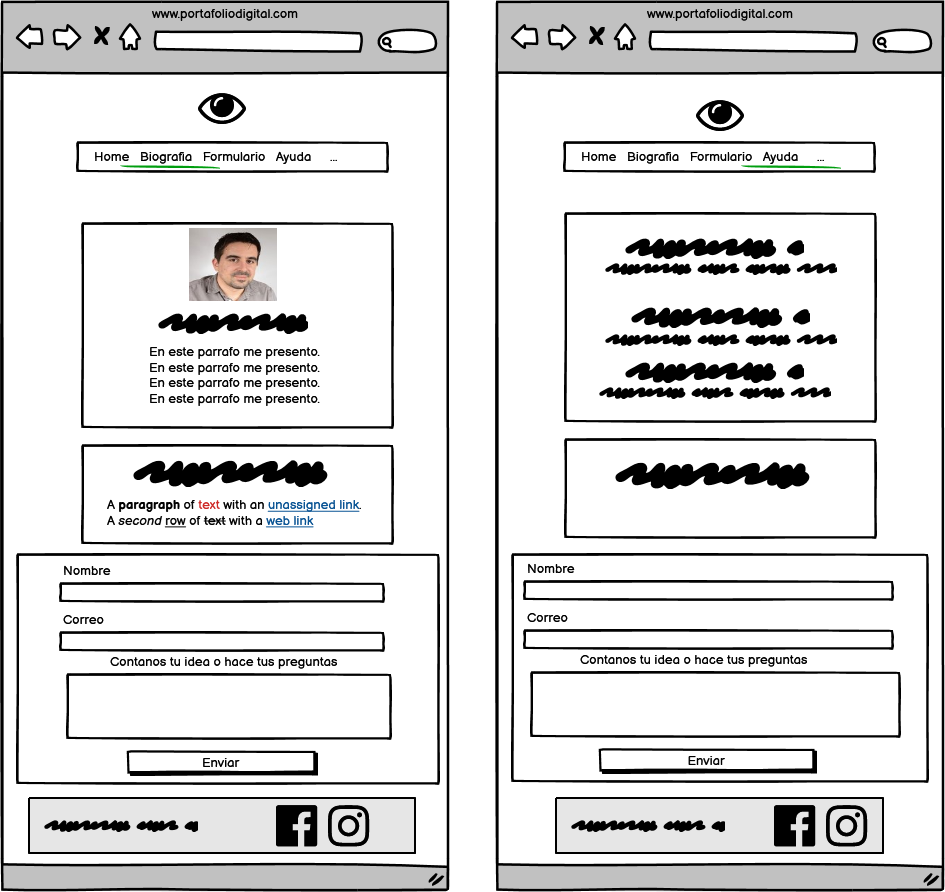 www.portafoliodigital.com
Home Biografia Formulario Ayuda ...
En este parrafo me presento.
En este parrafo me presento.
En este parrafo me presento.
En este parrafo me presento.
A paragraph of text with an unassigned link.
A second row of text with a web link
Nombre
Correo
Contanos tu idea o hace tus preguntas
Enviar
www.portafoliodigital.com
Home Biografia Formulario Ayuda ...
Nombre
Correo
Contanos tu idea o hace tus preguntas
Enviar